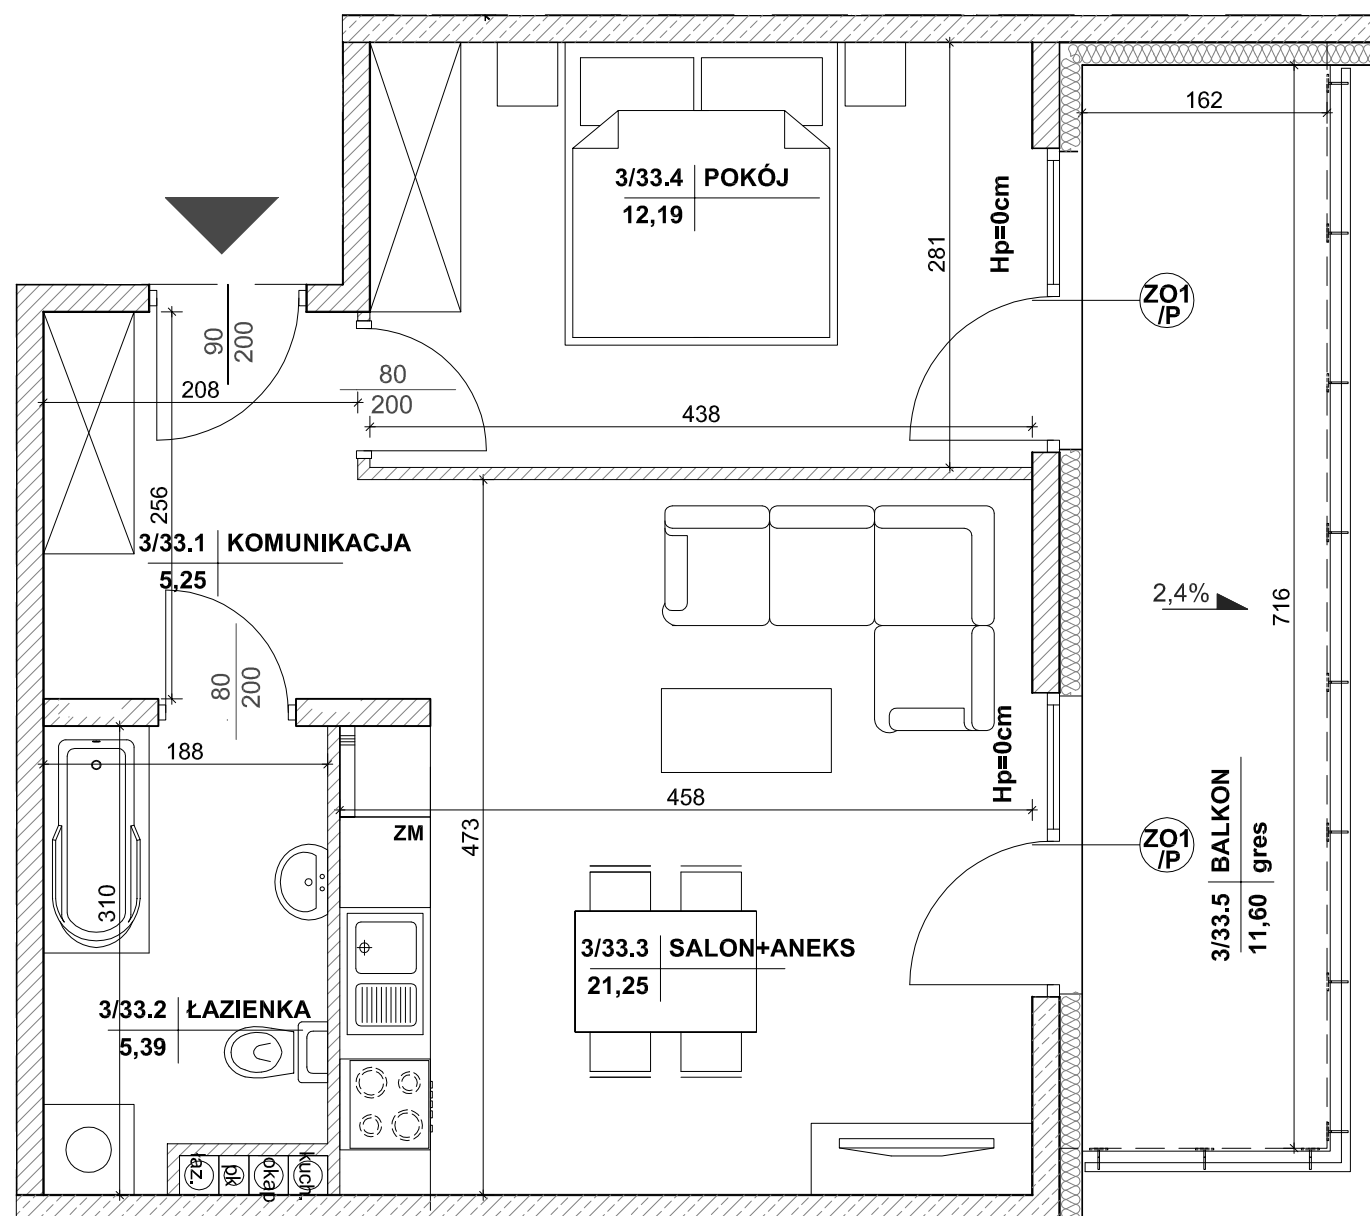 162
3/33.4 POKÓJ
12,19
Hp=0cm
281
ZO1
/P
90
200
80
200
208
438
256
3/33.1 KOMUNIKACJA
5,25
2,4%
716
80
200
188
458
Hp=0cm
ZM
473
ZO1
/P
3/33.5 BALKON
11,60 gres
310
3/33.3 SALON+ANEKS
21,25
3/33.2 ŁAZIENKA
5,39
łaz.
pk
okap
kuch.